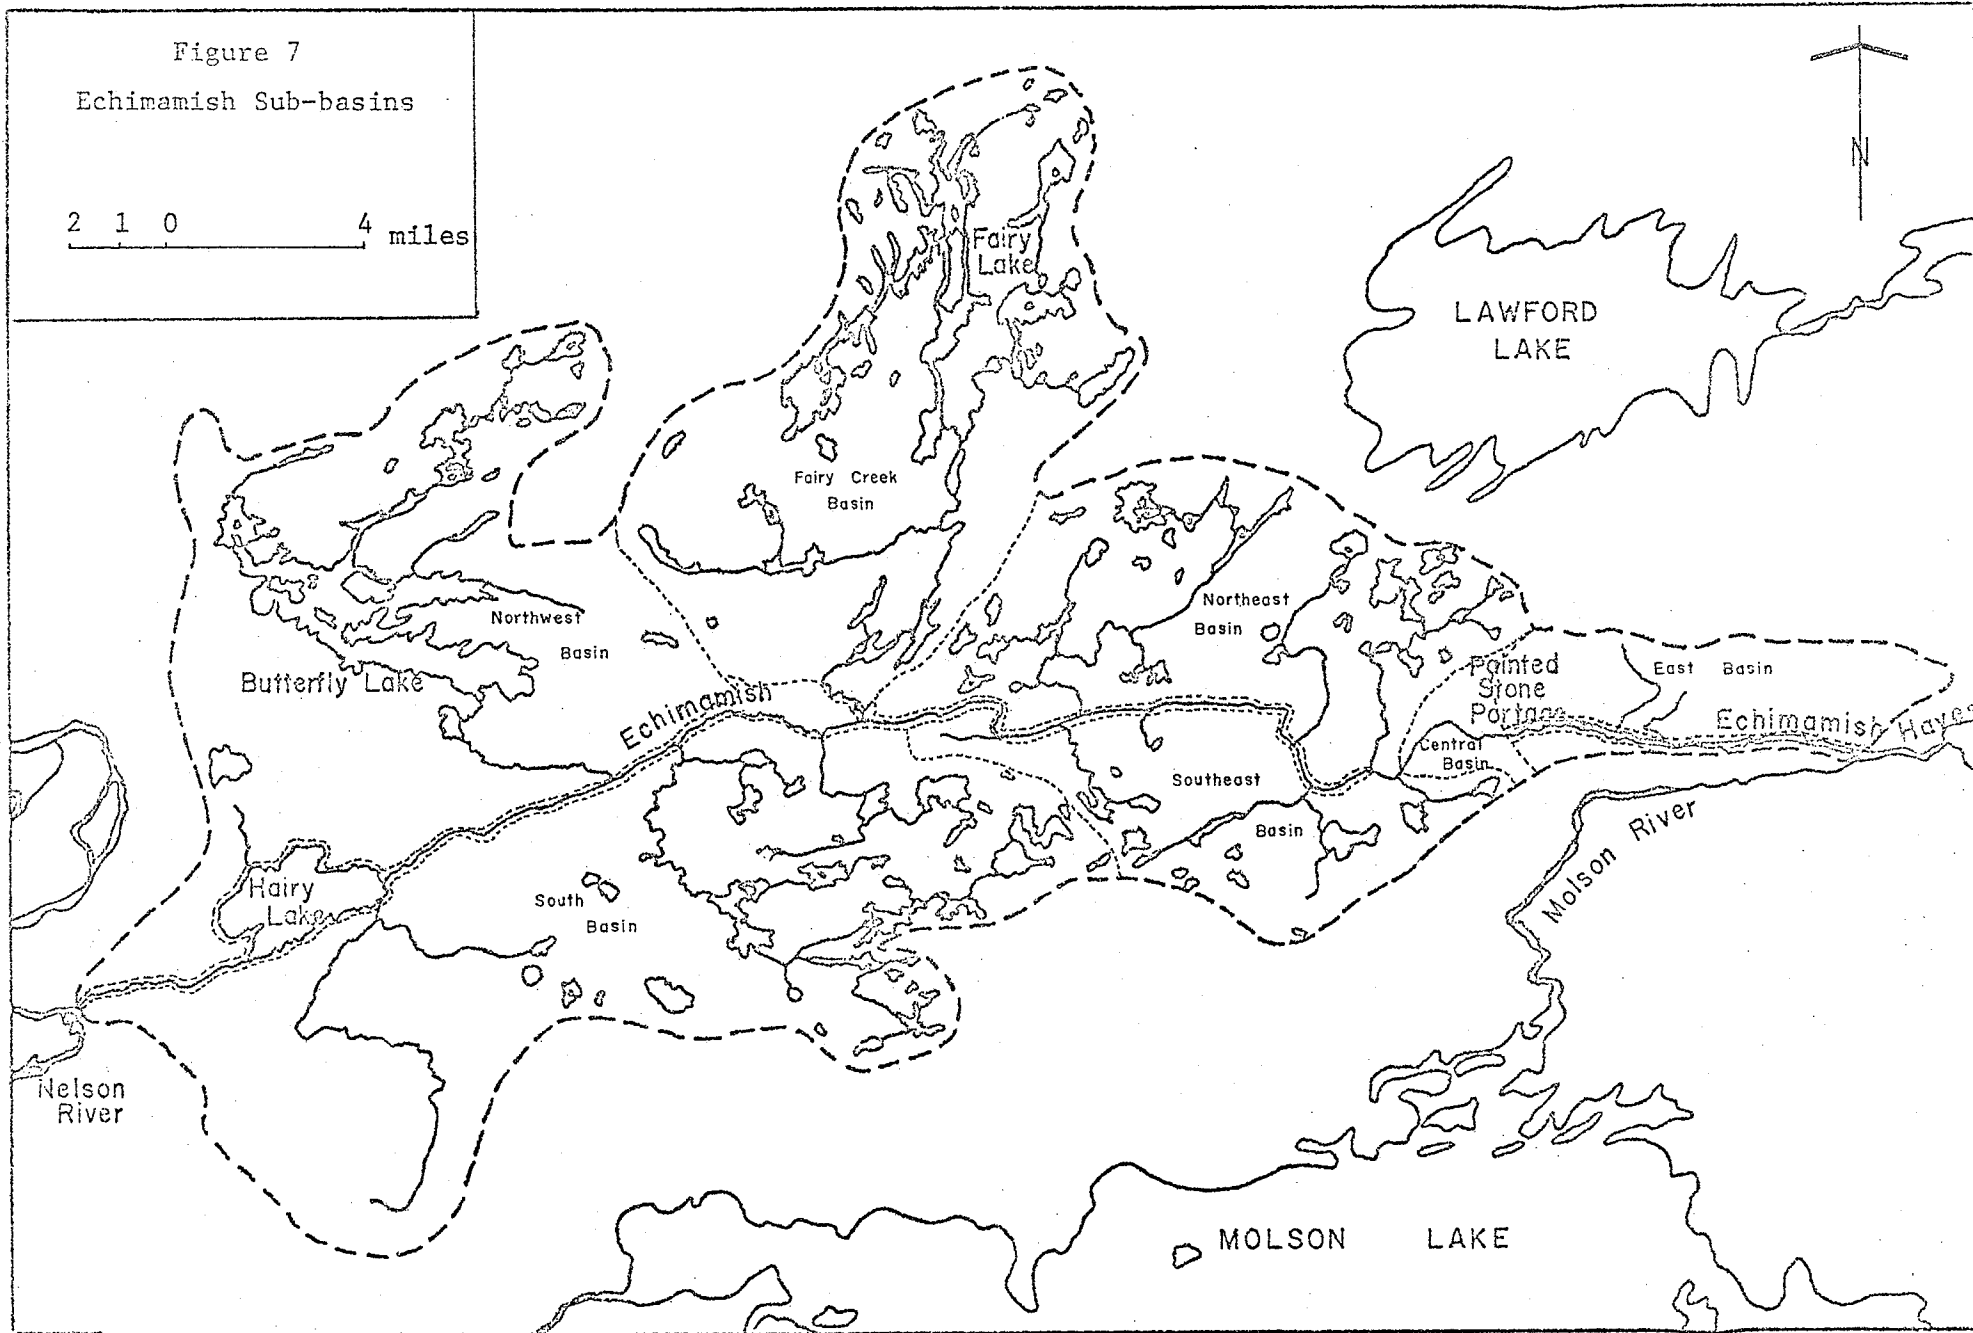 Figure 7
Echimamish Sub-basins
2 1 0 4 miles
N
Fairy
Lake
LAWFORD
LAKE
Fairy Creek
Basin
Northwest
Basin
Butterfly Lake
Northeast
Basin
Painted
Stone
Portage
East Basin
Echimamish
Echimamish
Hayes
Central
Basin
Southeast
Basin
Molson River
Hairy
Lake
South
Basin
Nelson
River
MOLSON LAKE